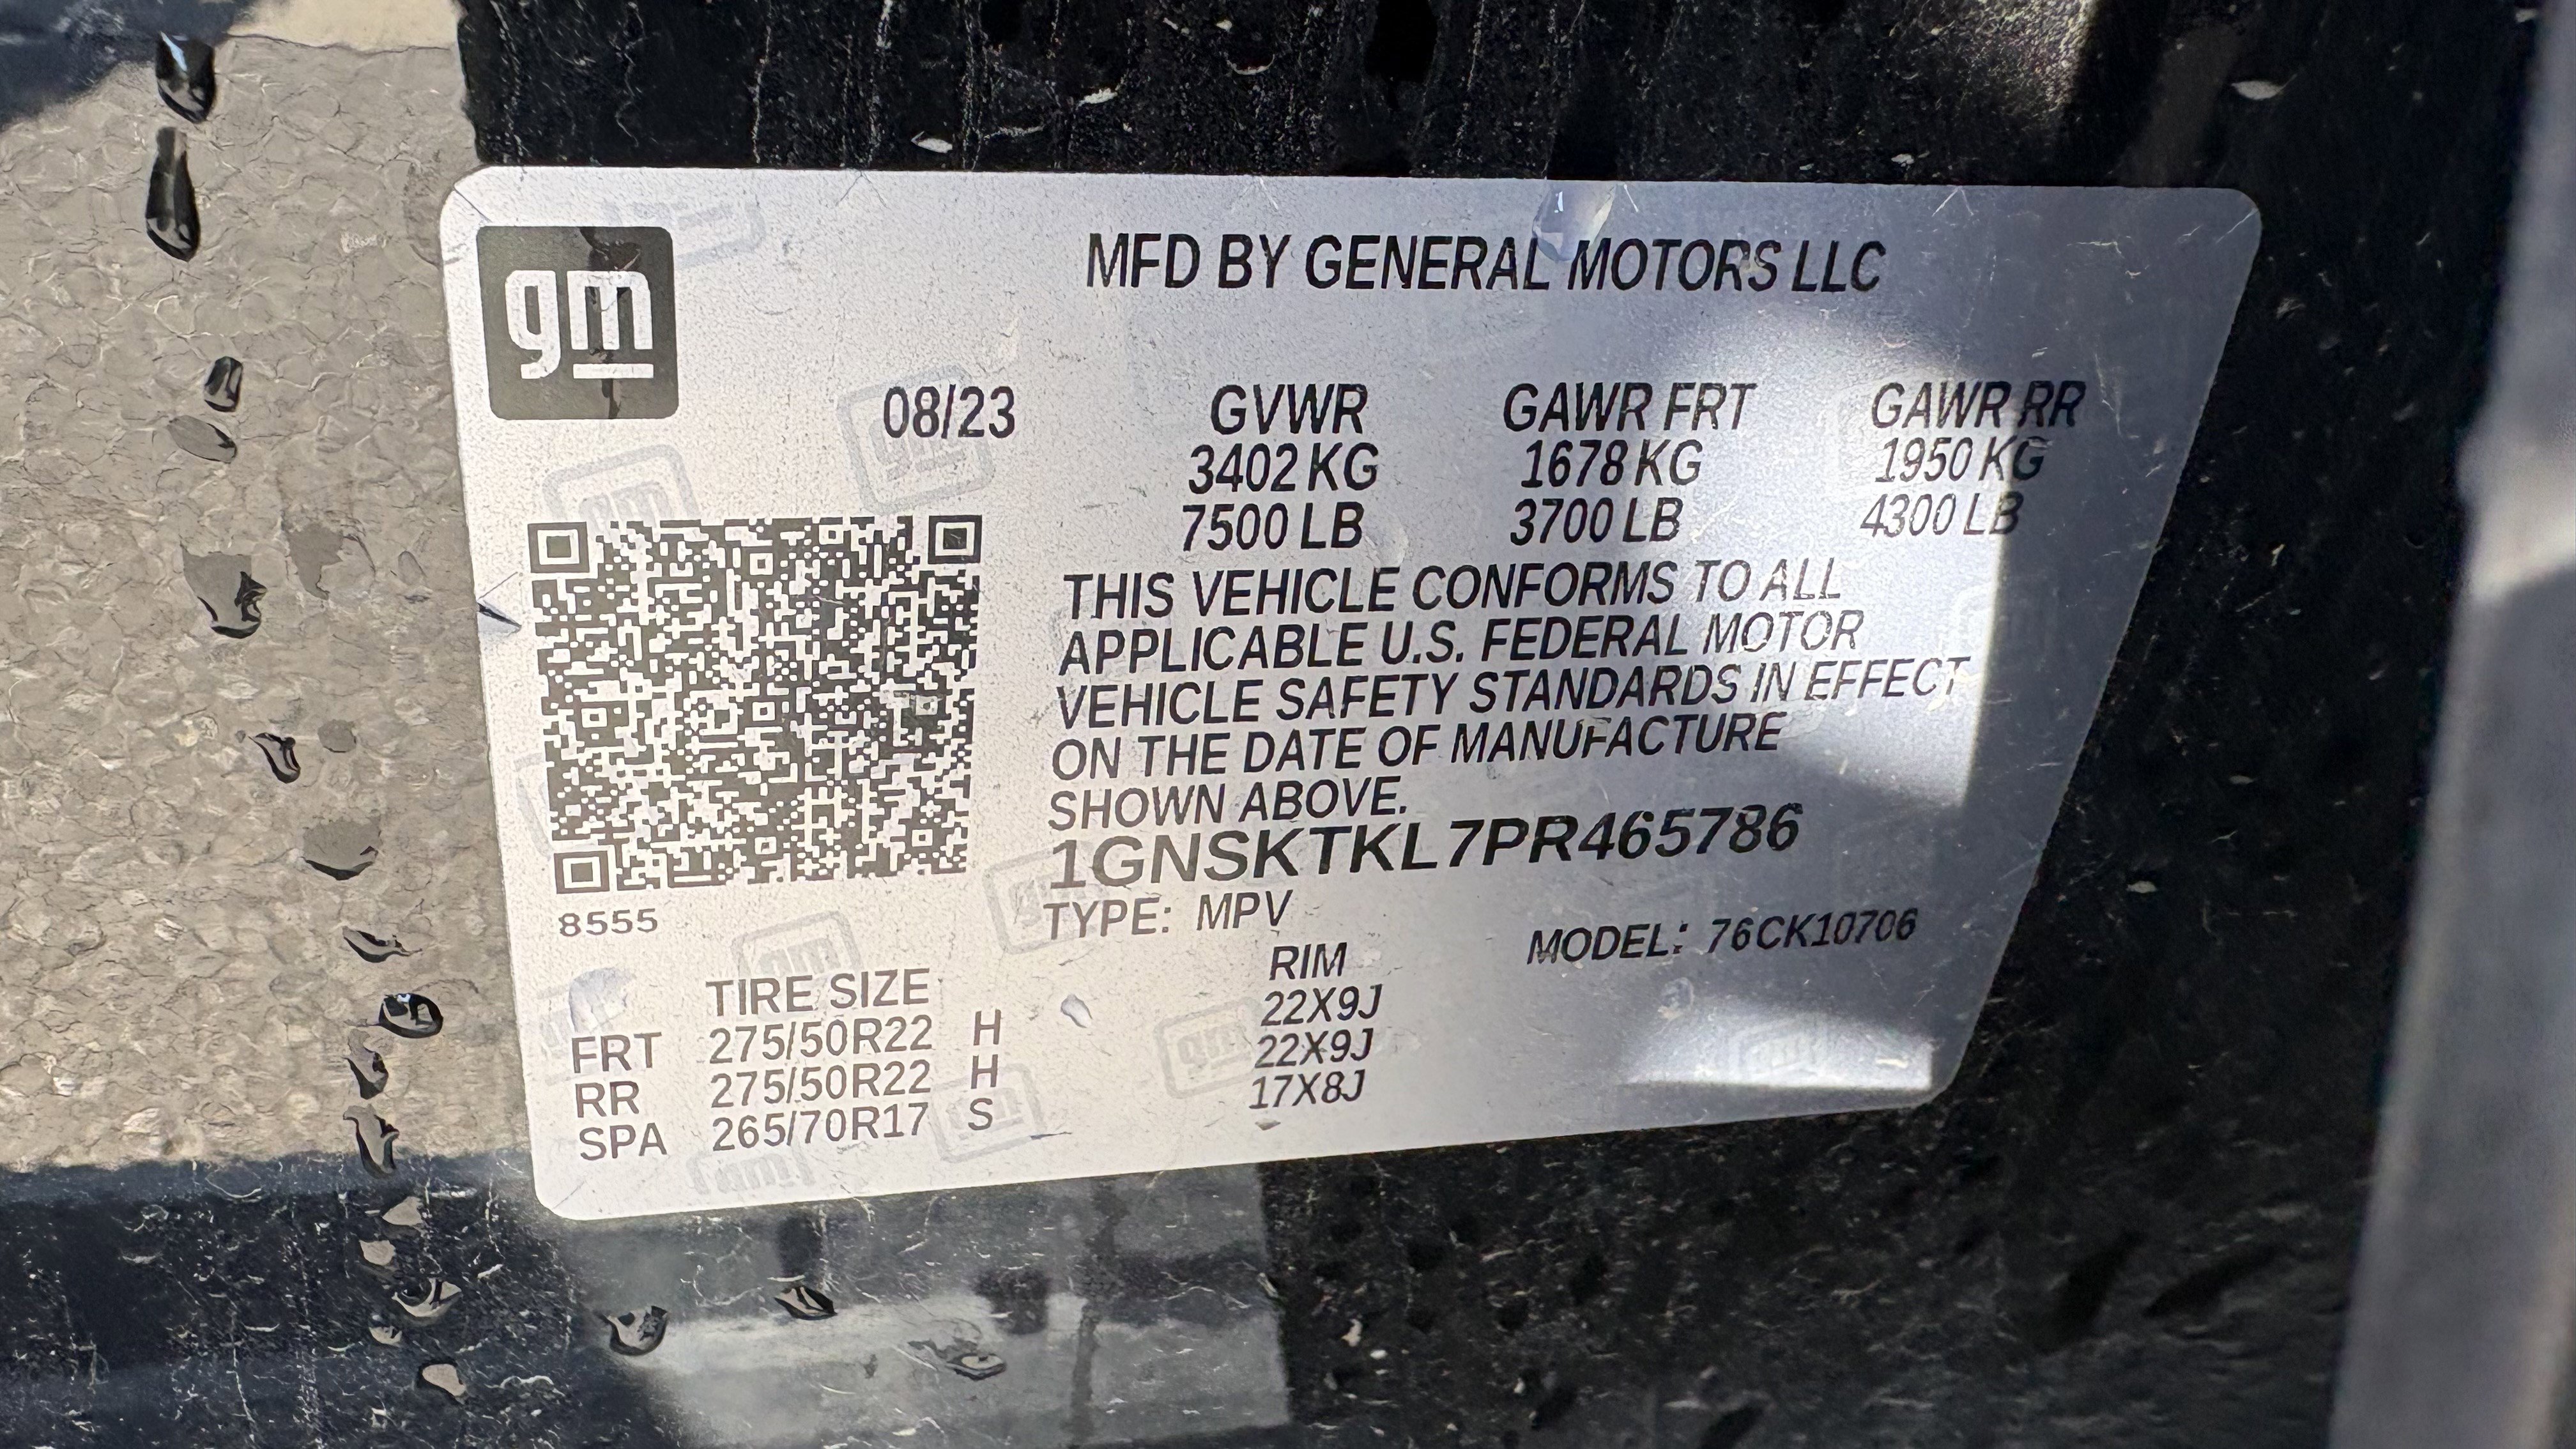 gm
MFD BY GENERAL MOTORS LLC
08/23 GVWR GAWR FRT GAWR RR
3402 KG 1678 KG 1950 KG
7500 LB 3700 LB 4300 LB
THIS VEHICLE CONFORMS TO ALL
APPLICABLE U.S. FEDERAL MOTOR
VEHICLE SAFETY STANDARDS IN EFFECT
ON THE DATE OF MANUFACTURE
SHOWN ABOVE.
1GNSKTKL7PR465786
8555
TYPE: MPV MODEL: 76CK10706
TIRE SIZE RIM
FRT 275/50R22 H 22X9J
RR 275/50R22 H 22X9J
SPA 265/70R17 S 17X8J